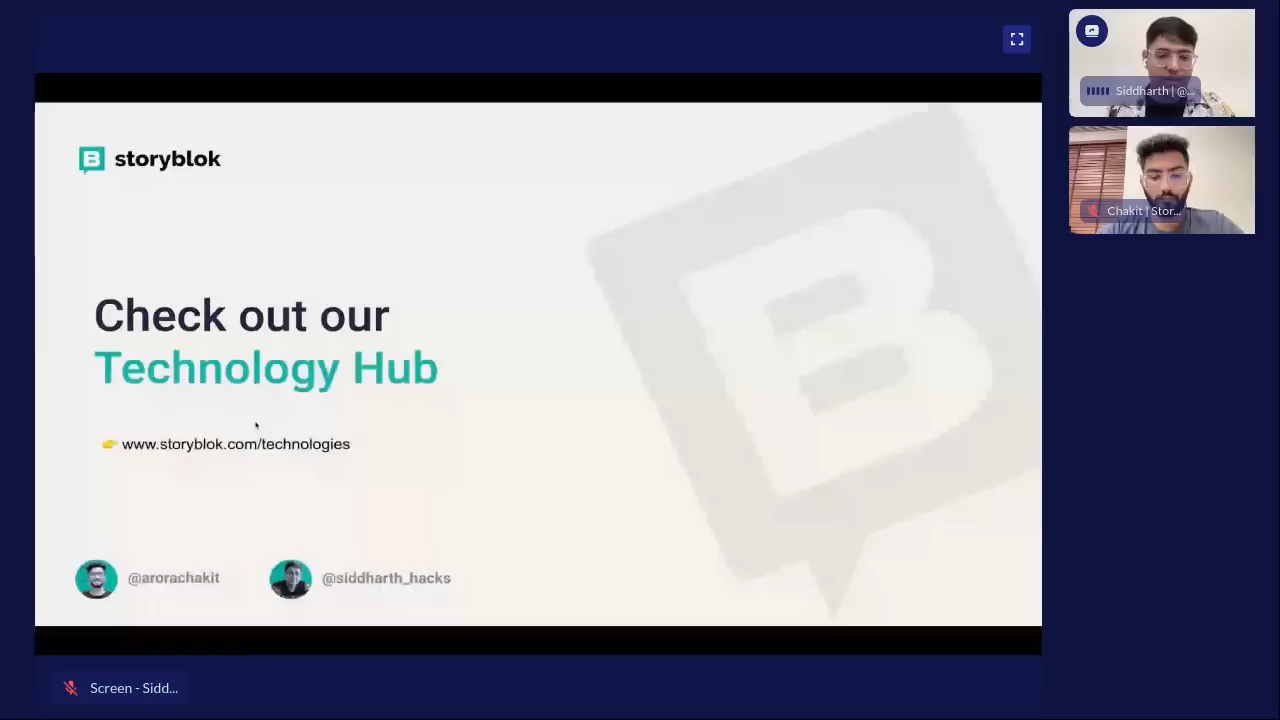 storyblok
Check out our
Technology Hub
👉 www.storyblok.com/technologies
@arorachakit
@siddharth_hacks
Siddharth | @...
Chakit | Stor...
Screen - Sidd...